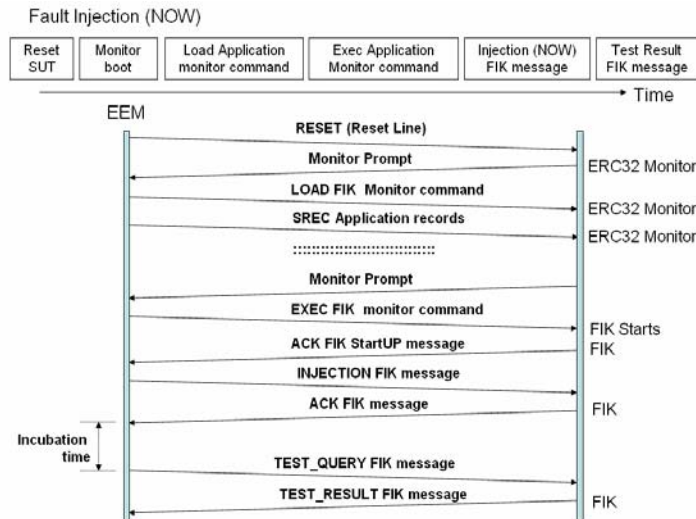 Fault Injection (NOW)
Reset SUT
Monitor boot
Load Application monitor command
Exec Application Monitor command
Injection (NOW) FIK message
Test Result FIK message
Time
EEM
RESET (Reset Line)
Monitor Prompt
ERC32 Monitor
LOAD FIK Monitor command
ERC32 Monitor
SREC Application records
ERC32 Monitor
Monitor Prompt
EXEC FIK monitor command
FIK Starts
ACK FIK StartUP message
FIK
INJECTION FIK message
ACK FIK message
FIK
Incubation time
TEST_QUERY FIK message
TEST_RESULT FIK message
FIK